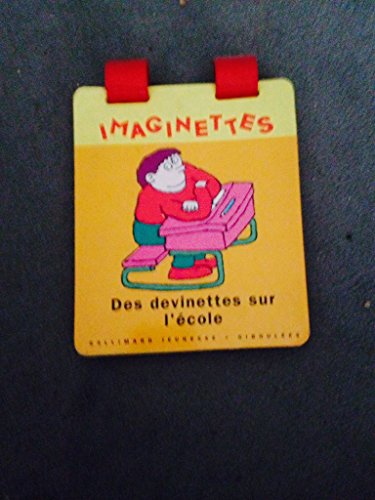 IMAGINETTES
Des devinettes sur
l'école
GALLIMARD JEUNESSE / GIBOULÉES